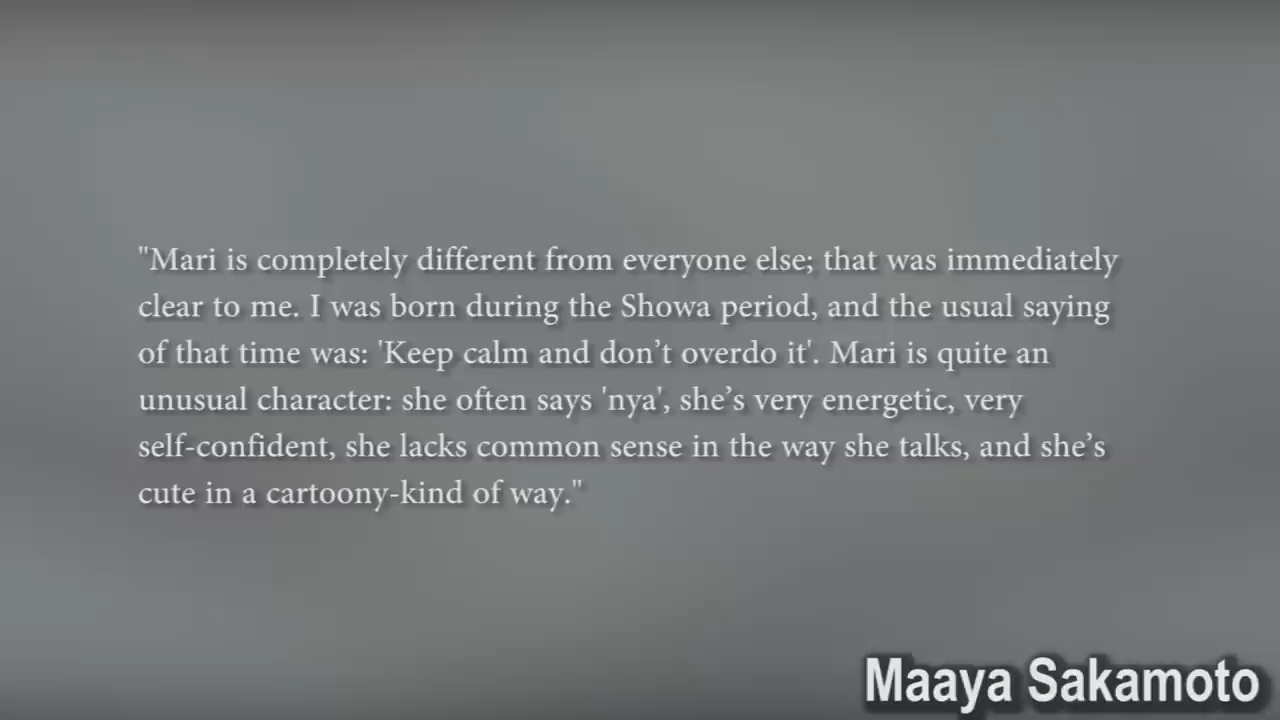 "Mari is completely different from everyone else; that was immediately
clear to me. I was born during the Showa period, and the usual saying
of that time was: 'Keep calm and don’t overdo it'. Mari is quite an
unusual character: she often says 'nya', she’s very energetic, very
self-confident, she lacks common sense in the way she talks, and she’s
cute in a cartoony-kind of way."
Maaya Sakamoto